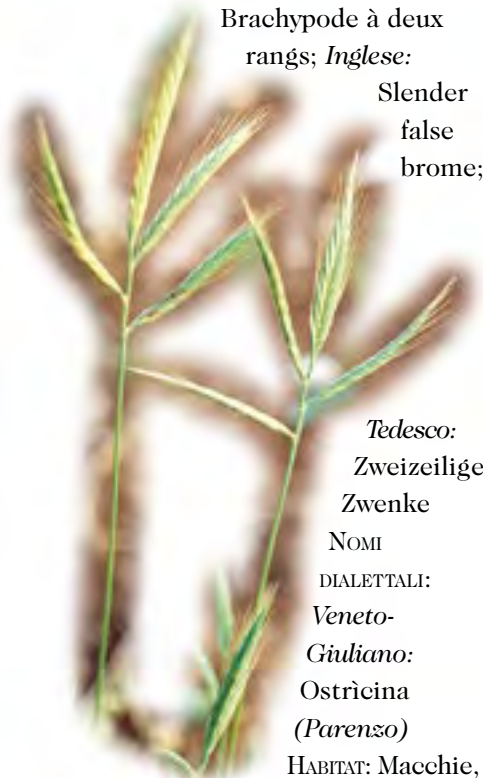 Brachypode à deux
rangs; Inglese:
Slender
false
brome;
Tedesco:
Zweizeilige
Zwenke
NOMI
DIALETTALI:
Veneto-
Giuliano:
Ostrìcina
(Parenzo)
HABITAT: Macchie,